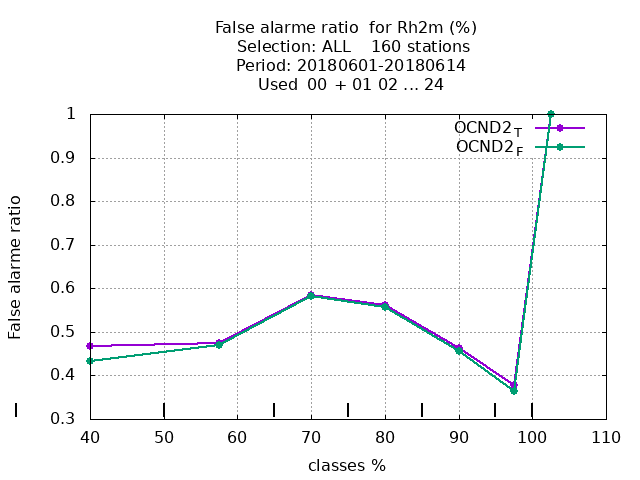 False alarme ratio  for Rh2m (%)
Selection: ALL    160 stations
Period: 20180601-20180614
Used  00  + 01 02 ... 24
OCND2T
OCND2F
1
0.9
0.8
0.7
0.6
0.5
0.4
0.3
False alarme ratio
40 50 60 70 80 90 100 110
classes %